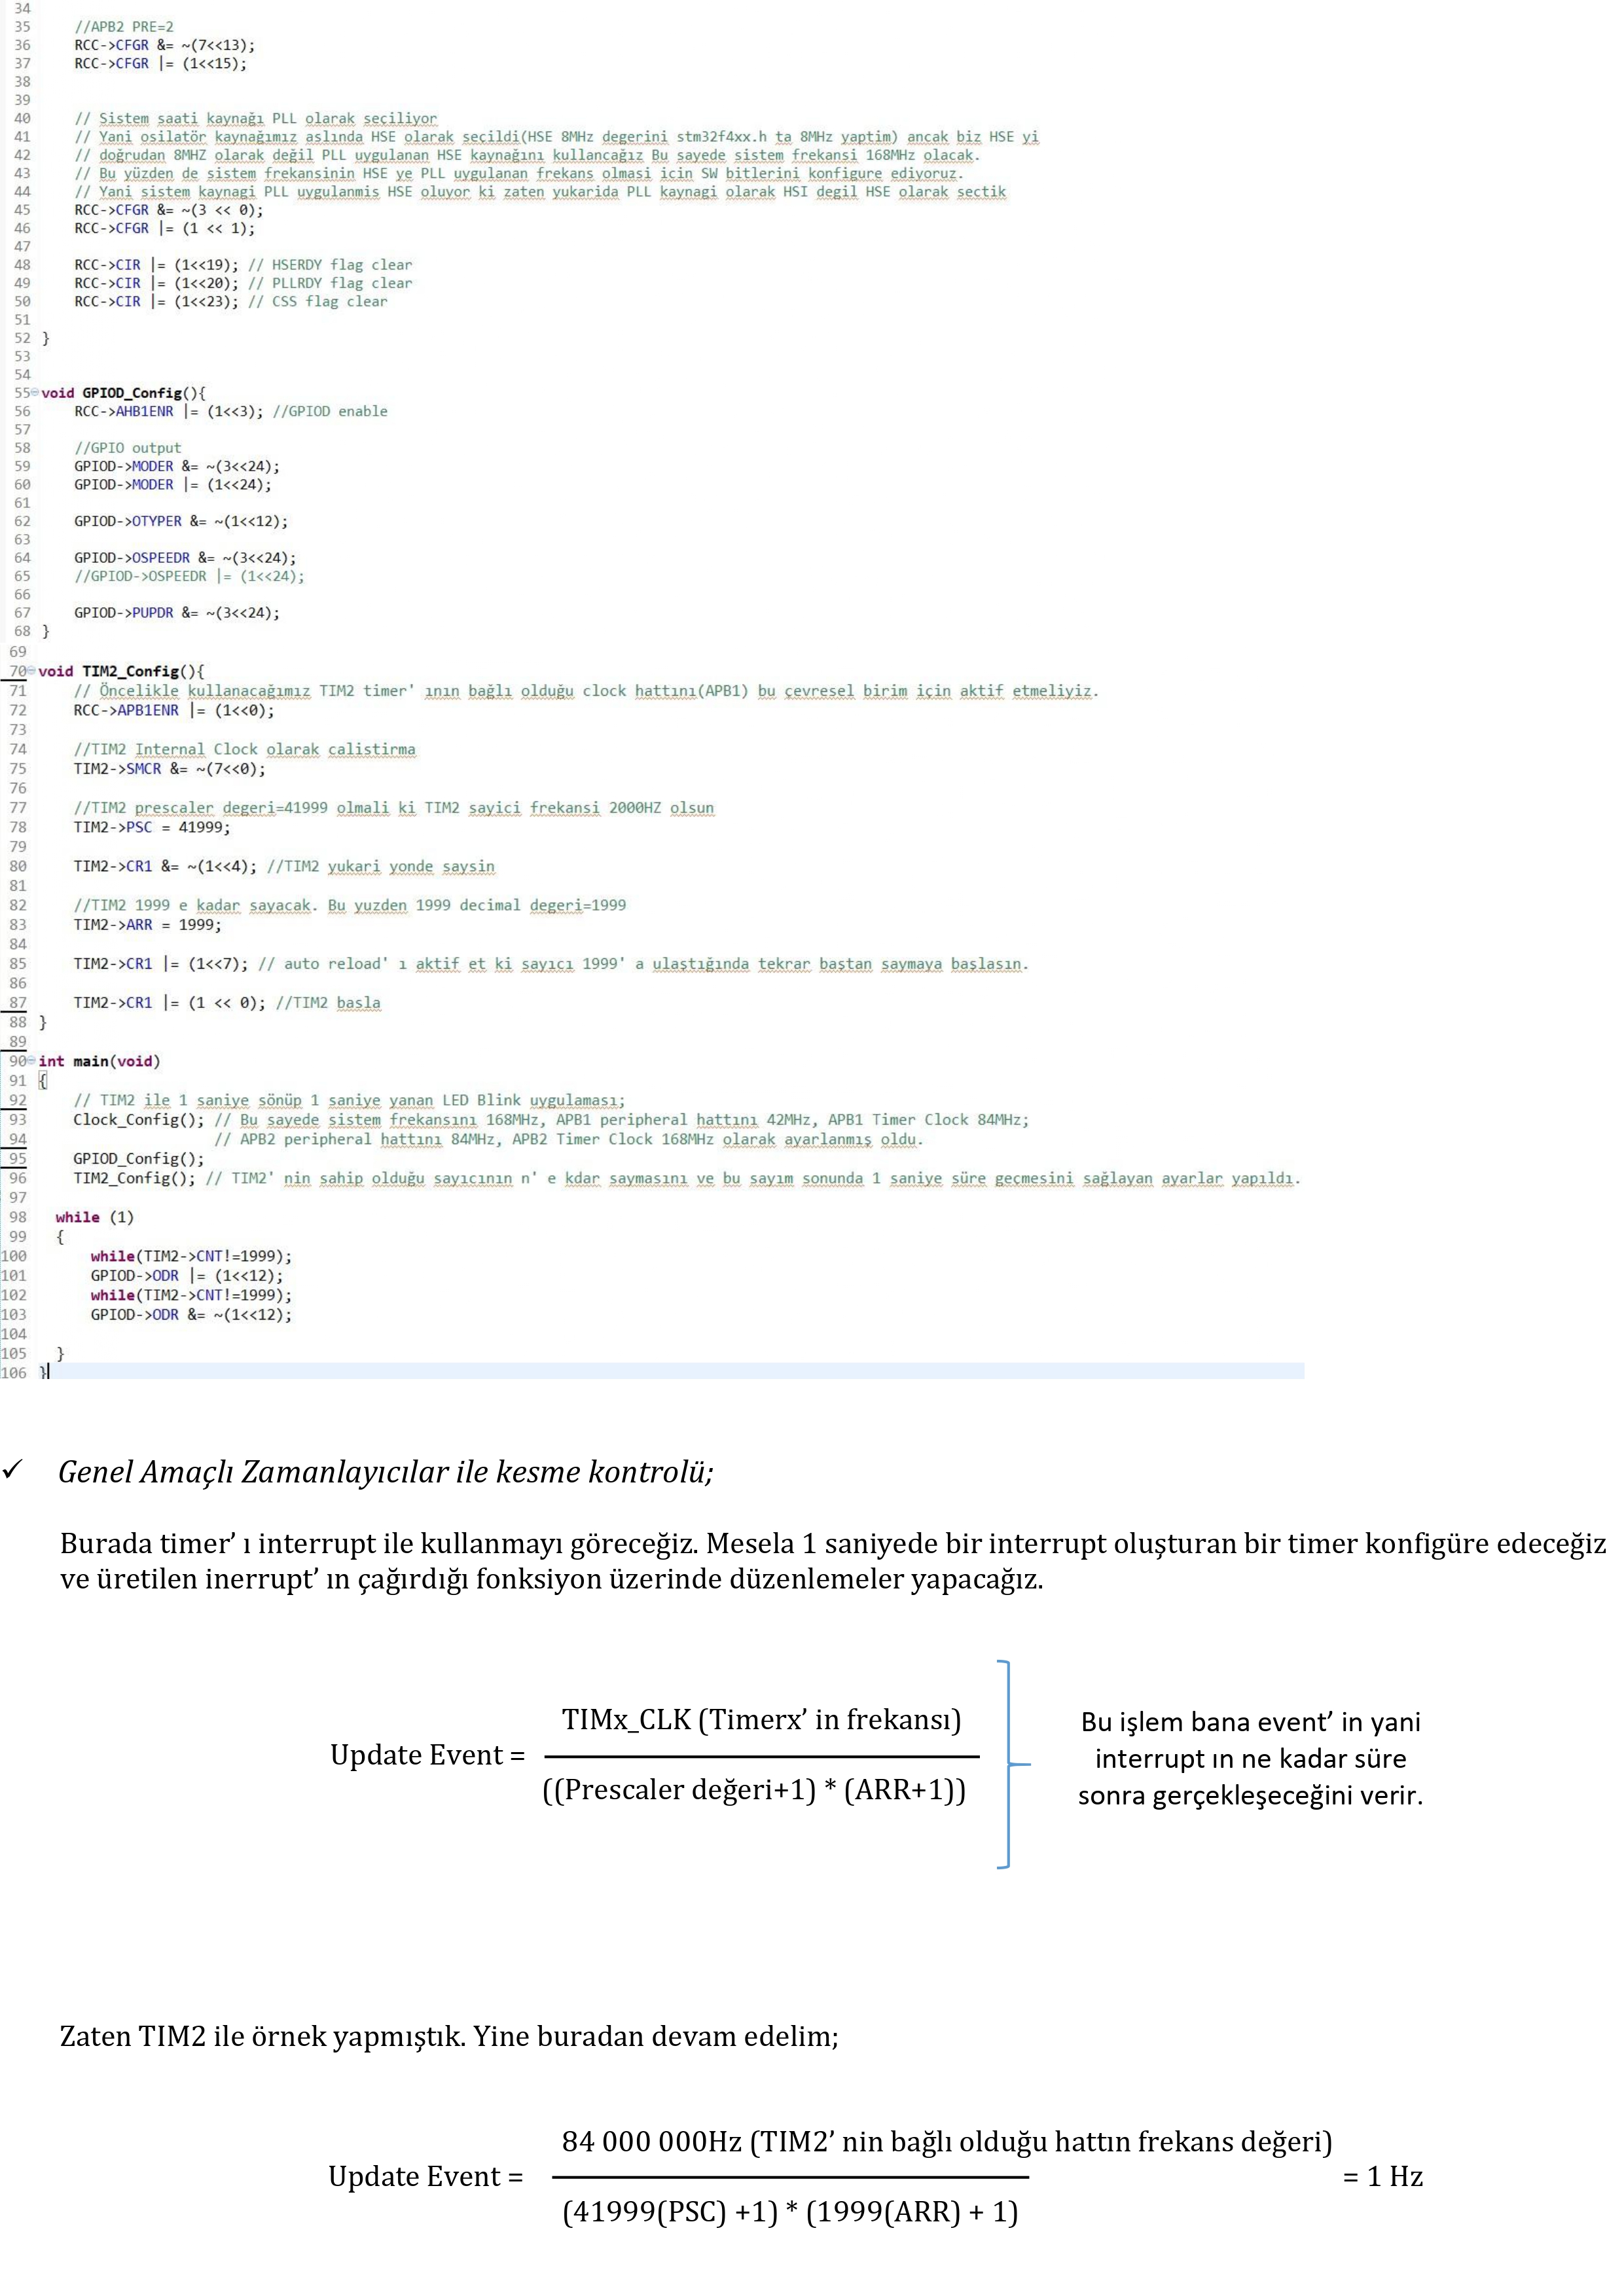 34
35 //APB2 PRE=2
36 RCC->CFGR &= ~(7<<13);
37 RCC->CFGR |= (1<<15);
38
39
40 // Sistem saati kaynağı PLL olarak seçiliyor
41 // Yani osilatör kaynağımız aslında HSE olarak seçildi(HSE 8MHz degerini stm32f4xx.h ta 8MHz yaptim) ancak biz HSE yi
42 // doğrudan 8MHZ olarak değil PLL uygulanan HSE kaynağını kullancağız Bu sayede sistem frekansi 168MHz olacak.
43 // Bu yüzden de sistem frekansinin HSE ye PLL uygulanan frekans olmasi icin SW bitlerini konfigure ediyoruz.
44 // Yani sistem kaynagi PLL uygulanmis HSE oluyor ki zaten yukarida PLL kaynagi olarak HSI degil HSE olarak sectik
45 RCC->CFGR &= ~(3 << 0);
46 RCC->CFGR |= (1 << 1);
47
48 RCC->CIR |= (1<<19); // HSERDY flag clear
49 RCC->CIR |= (1<<20); // PLLRDY flag clear
50 RCC->CIR |= (1<<23); // CSS flag clear
51
52 }
53
54
55 void GPIOD_Config(){
56 RCC->AHB1ENR |= (1<<3); //GPIOD enable
57
58 //GPIO output
59 GPIOD->MODER &= ~(3<<24);
60 GPIOD->MODER |= (1<<24);
61
62 GPIOD->OTYPER &= ~(1<<12);
63
64 GPIOD->OSPEEDR &= ~(3<<24);
65 //GPIOD->OSPEEDR |= (1<<24);
66
67 GPIOD->PUPDR &= ~(3<<24);
68 }
69
70 void TIM2_Config(){
71 // Öncelikle kullanacağımız TIM2 timer' ının bağlı olduğu clock hattını(APB1) bu çevresel birim için aktif etmeliyiz.
72 RCC->APB1ENR |= (1<<0);
73
74 //TIM2 Internal Clock olarak calistirma
75 TIM2->SMCR &= ~(7<<0);
76
77 //TIM2 prescaler degeri=41999 olmali ki TIM2 sayici frekansi 2000HZ olsun
78 TIM2->PSC = 41999;
79
80 TIM2->CR1 &= ~(1<<4); //TIM2 yukari yonde saysin
81
82 //TIM2 1999 e kadar sayacak. Bu yuzden 1999 decimal degeri=1999
83 TIM2->ARR = 1999;
84
85 TIM2->CR1 |= (1<<7); // auto reload' ı aktif et ki sayıcı 1999' a ulaştığında tekrar baştan saymaya başlasın.
86
87 TIM2->CR1 |= (1 << 0); //TIM2 basla
88 }
89
90 int main(void)
91 {
92 // TIM2 ile 1 saniye sönüp 1 saniye yanan LED Blink uygulaması;
93 Clock_Config(); // Bu sayede sistem frekansını 168MHz, APB1 peripheral hattını 42MHz, APB1 Timer Clock 84MHz;
94 // APB2 peripheral hattını 84MHz, APB2 Timer Clock 168MHz olarak ayarlanmış oldu.
95 GPIOD_Config();
96 TIM2_Config(); // TIM2' nin sahip olduğu sayıcının n' e kdar saymasını ve bu sayım sonunda 1 saniye süre geçmesini sağlayan ayarlar yapıldı.
97
98 while (1)
99 {
100 while(TIM2->CNT!=1999);
101 GPIOD->ODR |= (1<<12);
102 while(TIM2->CNT!=1999);
103 GPIOD->ODR &= ~(1<<12);
104
105 }
106 }
✓ Genel Amaçlı Zamanlayıcılar ile kesme kontrolü;
Burada timer' ı interrupt ile kullanmayı göreceğiz. Mesela 1 saniyede bir interrupt oluşturan bir timer konfigüre edeceğiz
ve üretilen inerrupt' ın çağırdığı fonksiyon üzerinde düzenlemeler yapacağız.
TIMx_CLK (Timerx' in frekansı)
Update Event =
((Prescaler değeri+1) * (ARR+1))
Bu işlem bana event' in yani
interrupt ın ne kadar süre
sonra gerçekleşeceğini verir.
Zaten TIM2 ile örnek yapmıştık. Yine buradan devam edelim;
84 000 000Hz (TIM2' nin bağlı olduğu hattın frekans değeri)
Update Event = = 1 Hz
(41999(PSC) +1) * (1999(ARR) + 1)